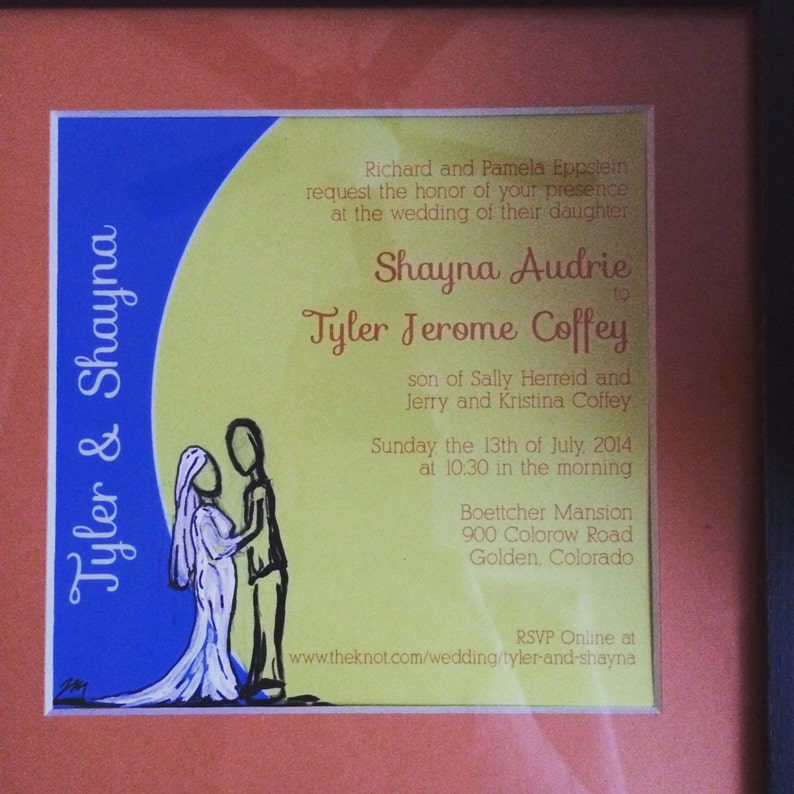 Tyler & Shayna
Richard and Pamela Eppstein
request the honor of your presence
at the wedding of their daughter
Shayna Audrie
to
Tyler Jerome Coffey
son of Sally Herreid and
Jerry and Kristina Coffey
Sunday, the 13th of July, 2014
at 10:30 in the morning
Boettcher Mansion
900 Colorow Road
Golden, Colorado
RSVP Online at
www.theknot.com/wedding/tyler-and-shayna